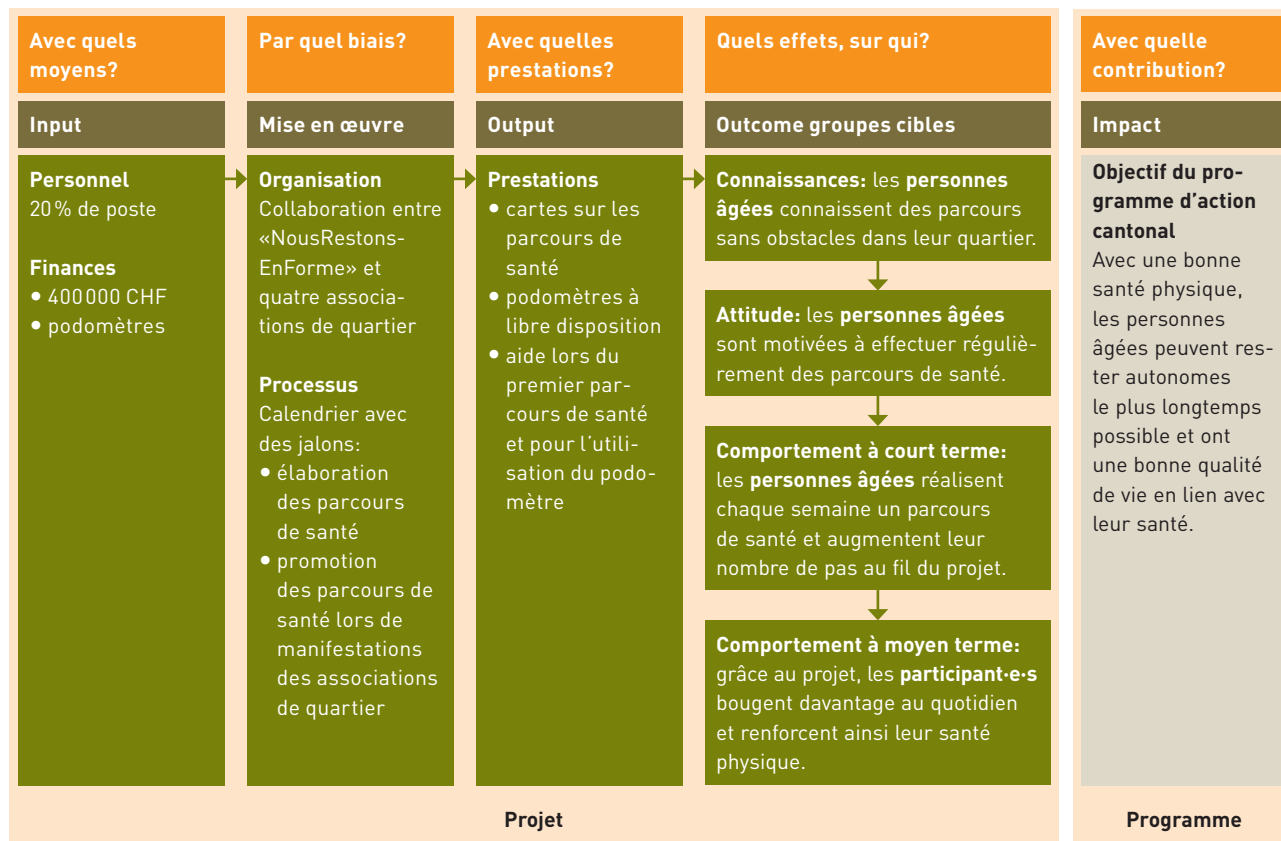 Avec quels
moyens?
Input
Personnel
20 % de poste
Finances
• 400 000 CHF
• podomètres
Par quel biais?
Mise en œuvre
Organisation
Collaboration entre
«NousRestons-
EnForme» et
quatre associa-
tions de quartier
Processus
Calendrier avec
des jalons:
• élaboration
des parcours
de santé
• promotion
des parcours de
santé lors de
manifestations
des associations
de quartier
Avec quelles
prestations?
Output
Prestations
• cartes sur les
parcours de
santé
• podomètres à
libre disposition
• aide lors du
premier par-
cours de santé
et pour l'utili-
sation du podo-
mètre
Quels effets, sur qui?
Outcome groupes cibles
Connaissances: les personnes
âgées connaissent des parcours
sans obstacles dans leur quartier.
Attitude: les personnes âgées
sont motivées à effectuer réguliè-
rement des parcours de santé.
Comportement à court terme:
les personnes âgées réalisent
chaque semaine un parcours
de santé et augmentent leur
nombre de pas au fil du projet.
Comportement à moyen terme:
grâce au projet, les participant·e·s
bougent davantage au quotidien
et renforcent ainsi leur santé
physique.
Projet
Avec quelle
contribution?
Impact
Objectif du pro-
gramme d'action
cantonal
Avec une bonne
santé physique,
les personnes
âgées peuvent res-
ter autonomes
le plus longtemps
possible et ont
une bonne qualité
de vie en lien avec
leur santé.
Programme